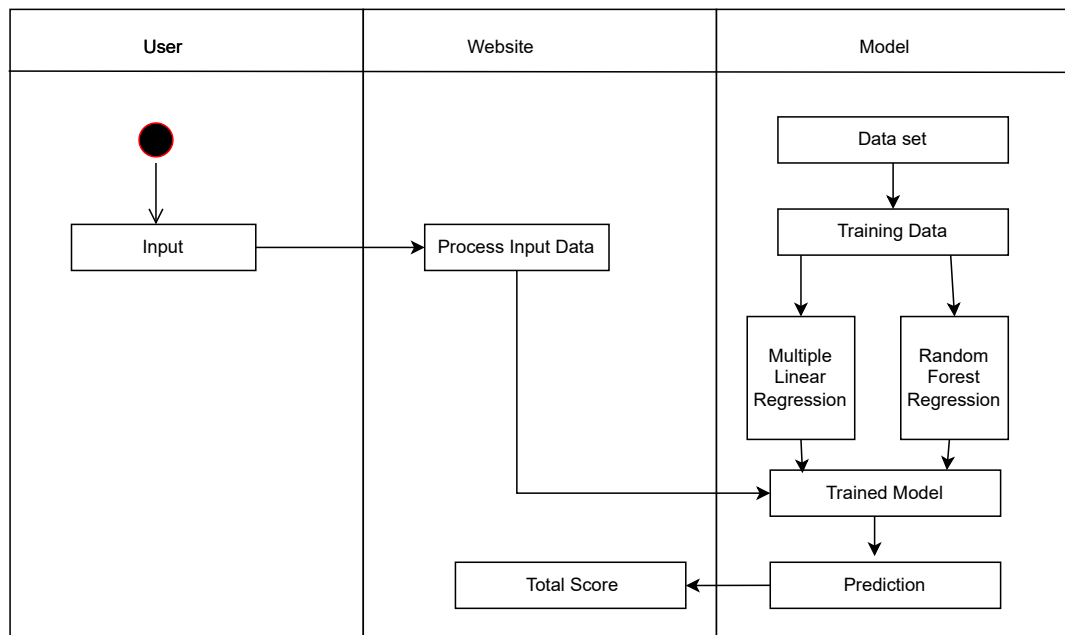 User
Website
Model
Data set
Training Data
Input
Process Input Data
Multiple
Linear
Regression
Random
Forest
Regression
Trained Model
Total Score
Prediction